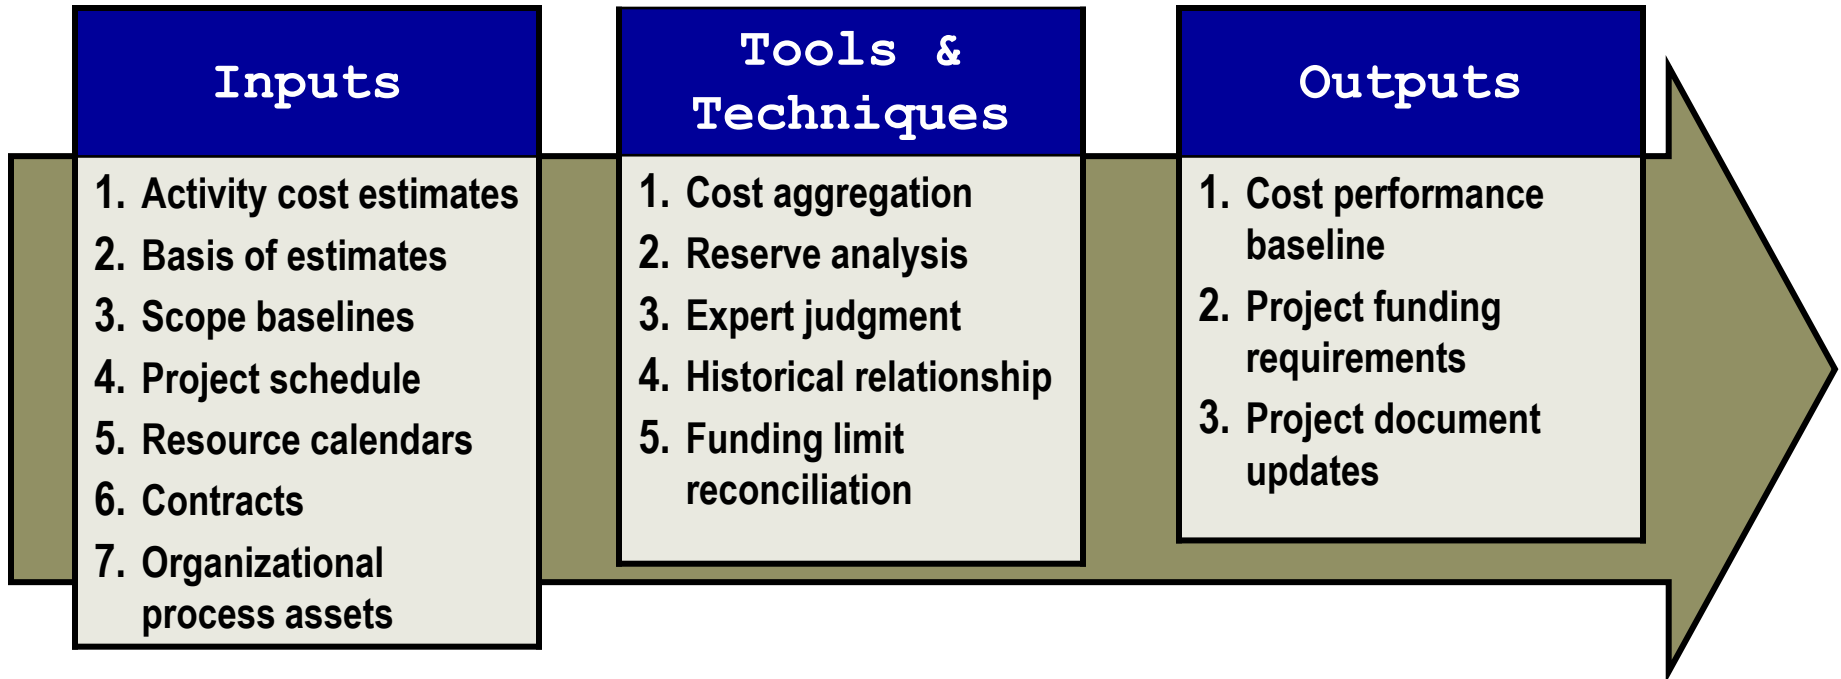 Inputs
1. Activity cost estimates
2. Basis of estimates
3. Scope baselines
4. Project schedule
5. Resource calendars
6. Contracts
7. Organizational
process assets
Tools &
Techniques
1. Cost aggregation
2. Reserve analysis
3. Expert judgment
4. Historical relationship
5. Funding limit
reconciliation
Outputs
1. Cost performance
baseline
2. Project funding
requirements
3. Project document
updates